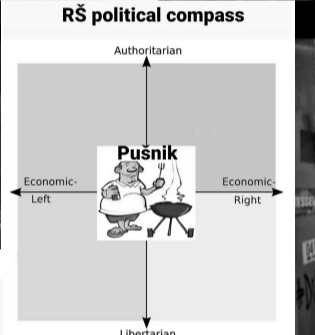 RŠ political compass
Authoritarian
Pušnik
Economic-
Left
Economic-
Right
Libertarian